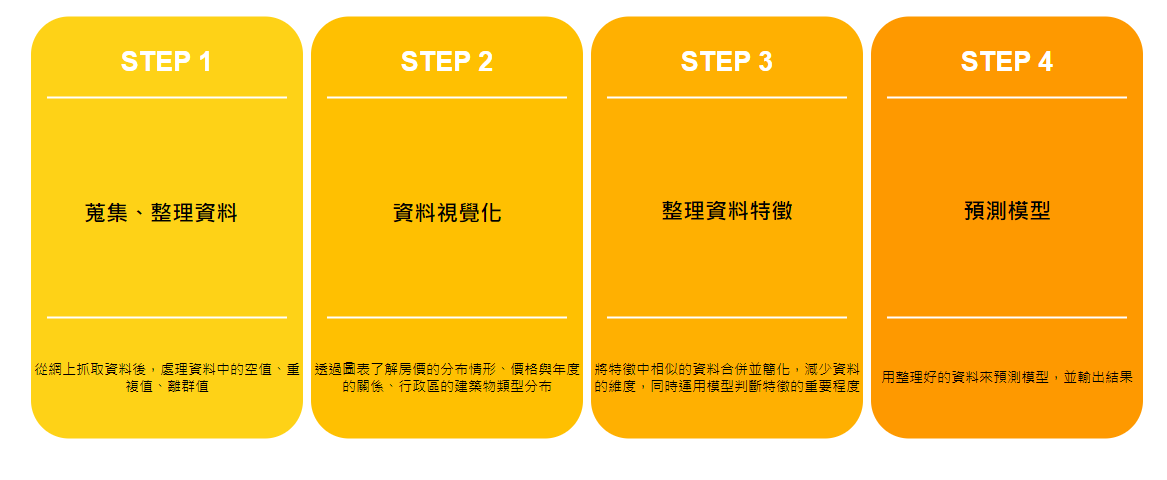 STEP 1
蒐集、整理資料
從網上抓取資料後，處理資料中的空值、重
複值、離群值
STEP 2
資料視覺化
透過圖表了解房價的分布情形、價格與年度
的關係、行政區的建築物類型分布
STEP 3
整理資料特徵
將特徵中相似的資料合併並簡化，減少資料
的維度，同時運用模型判斷特徵的重要程度
STEP 4
預測模型
用整理好的資料來預測模型，並輸出結果